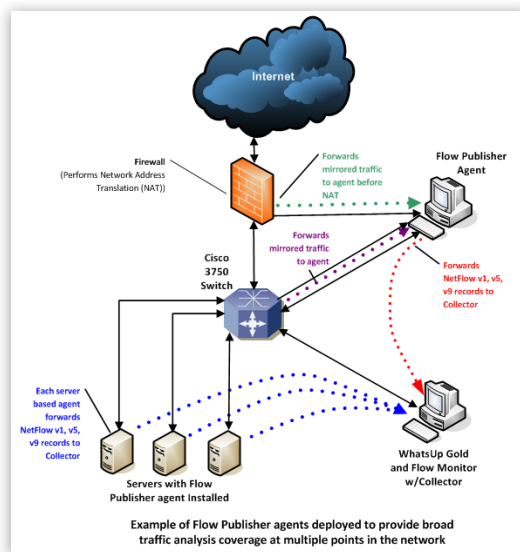 Internet
Firewall
(Performs Network Address
Translation (NAT))
Forwards
mirrored traffic
to agent before
NAT
Flow Publisher
Agent
Cisco
3750
Switch
Forwards
mirrored traffic
to agent
Forwards
NetFlow v1, v5,
v9 records to
Collector
Each server
based agent
forwards
NetFlow v1, v5,
v9 records to
Collector
Servers with Flow
Publisher agent Installed
WhatsUp Gold
and Flow Monitor
w/Collector
Example of Flow Publisher agents deployed to provide broad
traffic analysis coverage at multiple points in the network